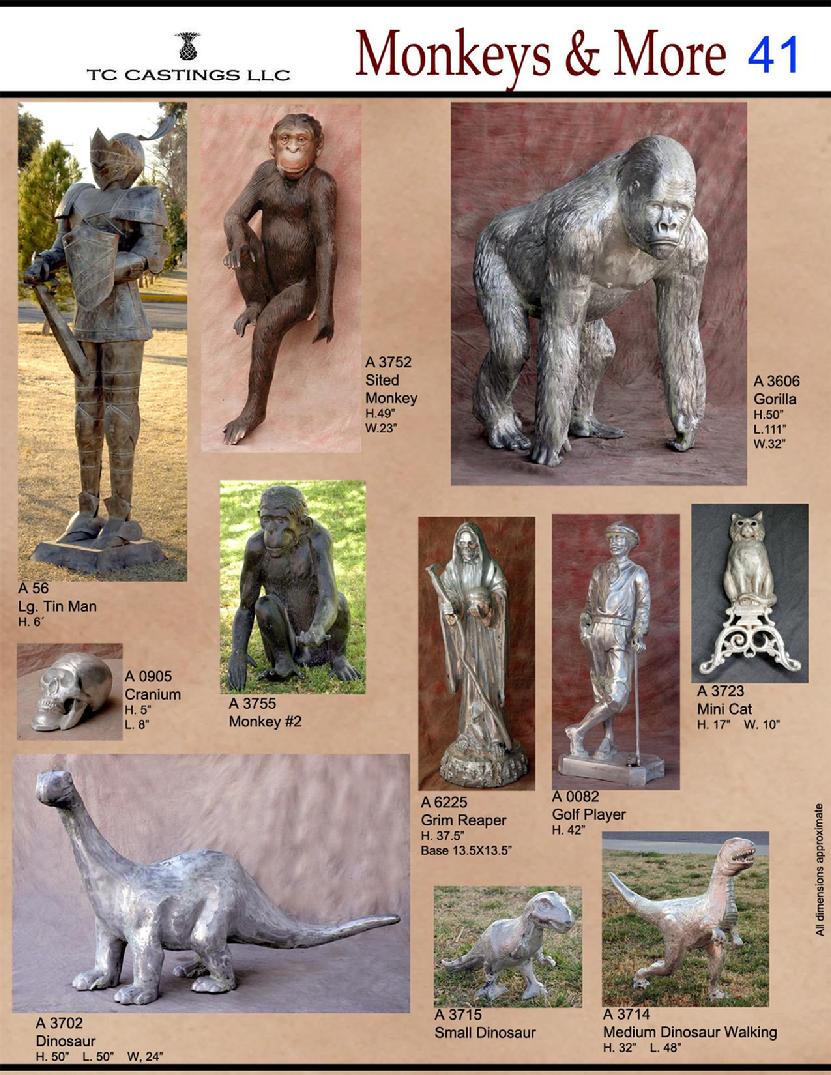 TC CASTINGS LLC
Monkeys & More 41
A 3752
Sited
Monkey
H.49"
W.23"
A 3606
Gorilla
H.50"
L.111"
W.32"
A 56
Lg. Tin Man
H. 6´
A 0905
Cranium
H. 5"
L. 8"
A 3755
Monkey #2
A 6225
Grim Reaper
H. 37.5"
Base 13.5X13.5"
A 0082
Golf Player
H. 42"
A 3723
Mini Cat
H. 17" W. 10"
A 3702
Dinosaur
H. 50" L. 50" W, 24"
A 3715
Small Dinosaur
A 3714
Medium Dinosaur Walking
H. 32" L. 48"
All dimensions approximate